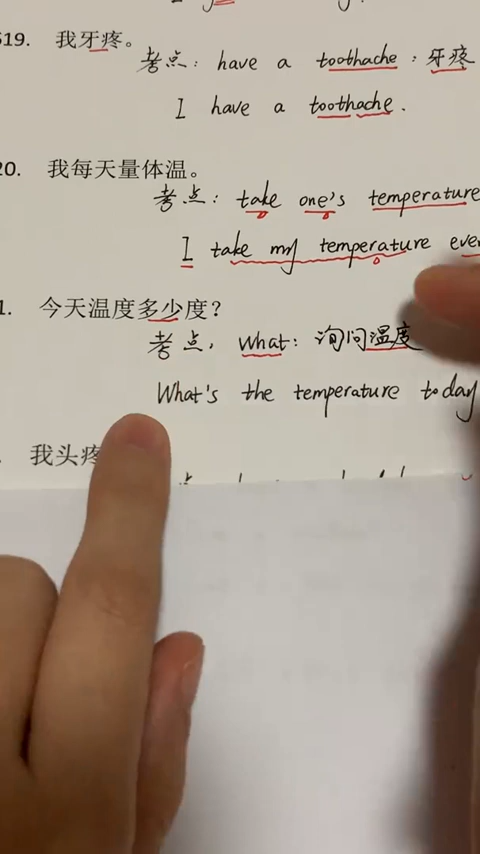 619. 我牙疼。
考点：have a toothache：牙疼
I have a toothache.
20. 我每天量体温。
考点：take one's temperature
I take my temperature
1. 今天温度多少度？
考点，what：询问温度
What's the temperature today
我头疼